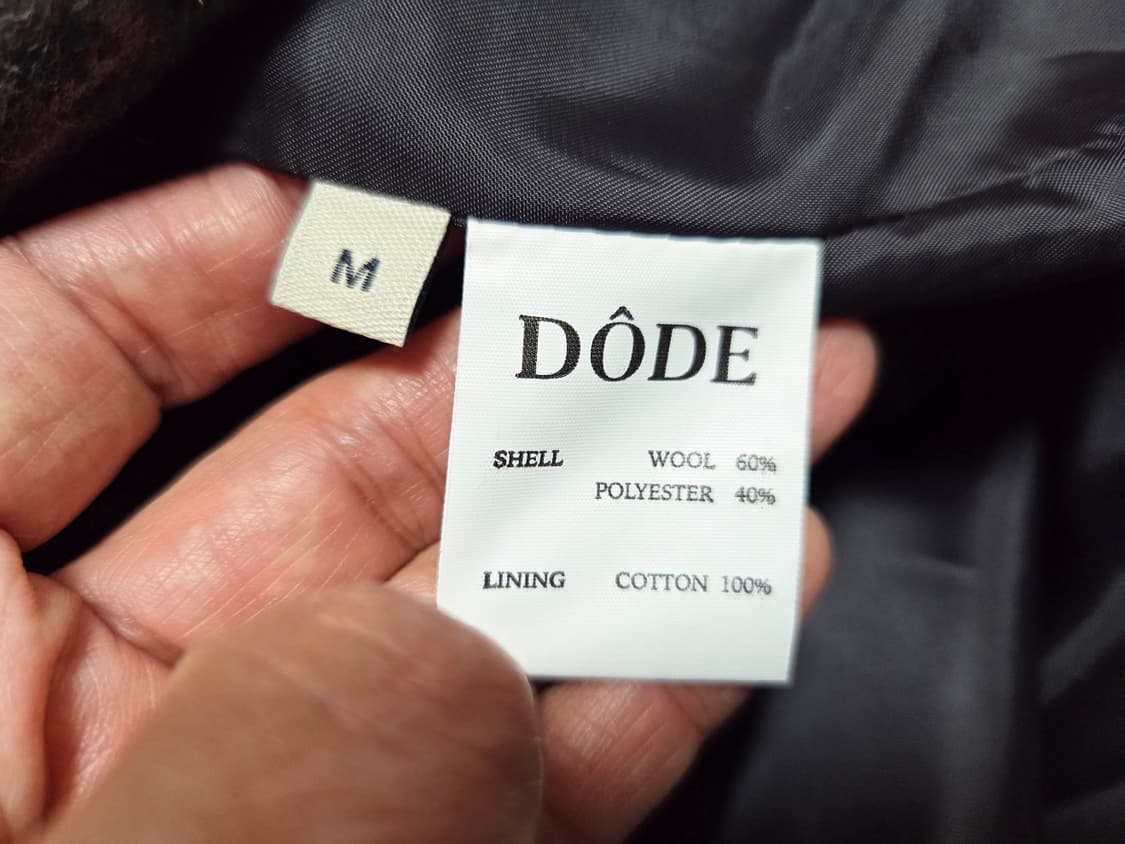 M
DÔDE
SHELL WOOL 60%
POLYESTER 40%
LINING COTTON 100%